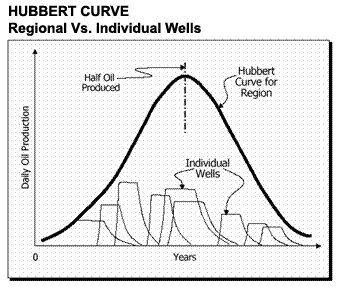 HUBBERT CURVE
Regional Vs. Individual Wells
Half Oil
Produced
Hubbert
Curve for
Region
Individual
Wells
Daily Oil Production
0
Years